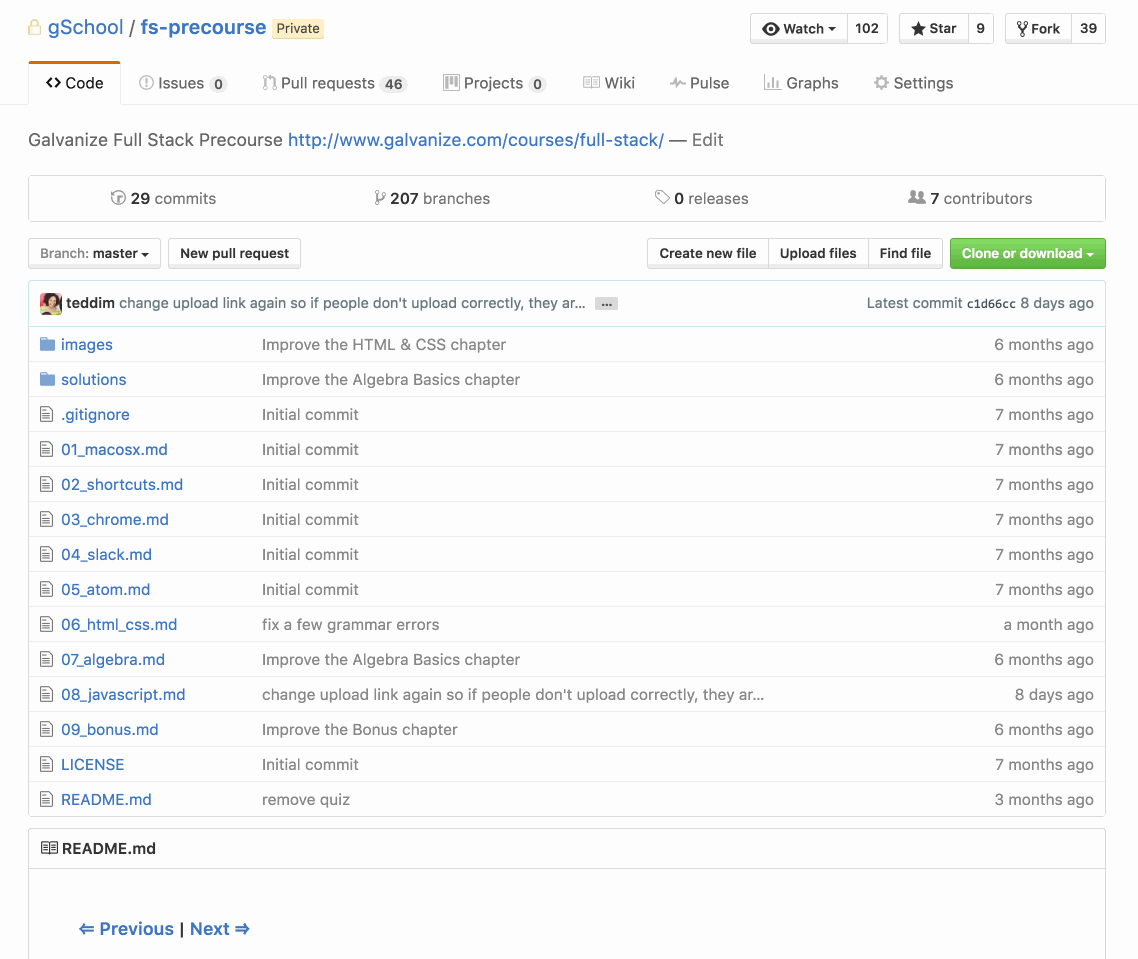 gSchool / fs-precourse Private Watch 102 Star 9 Fork 39
Code Issues 0 Pull requests 46 Projects 0 Wiki Pulse Graphs Settings
Galvanize Full Stack Precourse http://www.galvanize.com/courses/full-stack/ — Edit
29 commits 207 branches 0 releases 7 contributors
Branch: master New pull request Create new file Upload files Find file Clone or download
teddim change upload link again so if people don't upload correctly, they ar... … Latest commit c1d66cc 8 days ago
images Improve the HTML & CSS chapter 6 months ago
solutions Improve the Algebra Basics chapter 6 months ago
.gitignore Initial commit 7 months ago
01_macosx.md Initial commit 7 months ago
02_shortcuts.md Initial commit 7 months ago
03_chrome.md Initial commit 7 months ago
04_slack.md Initial commit 7 months ago
05_atom.md Initial commit 7 months ago
06_html_css.md fix a few grammar errors a month ago
07_algebra.md Improve the Algebra Basics chapter 6 months ago
08_javascript.md change upload link again so if people don't upload correctly, they ar... 8 days ago
09_bonus.md Improve the Bonus chapter 6 months ago
LICENSE Initial commit 7 months ago
README.md remove quiz 3 months ago
README.md
⇐ Previous | Next ⇒